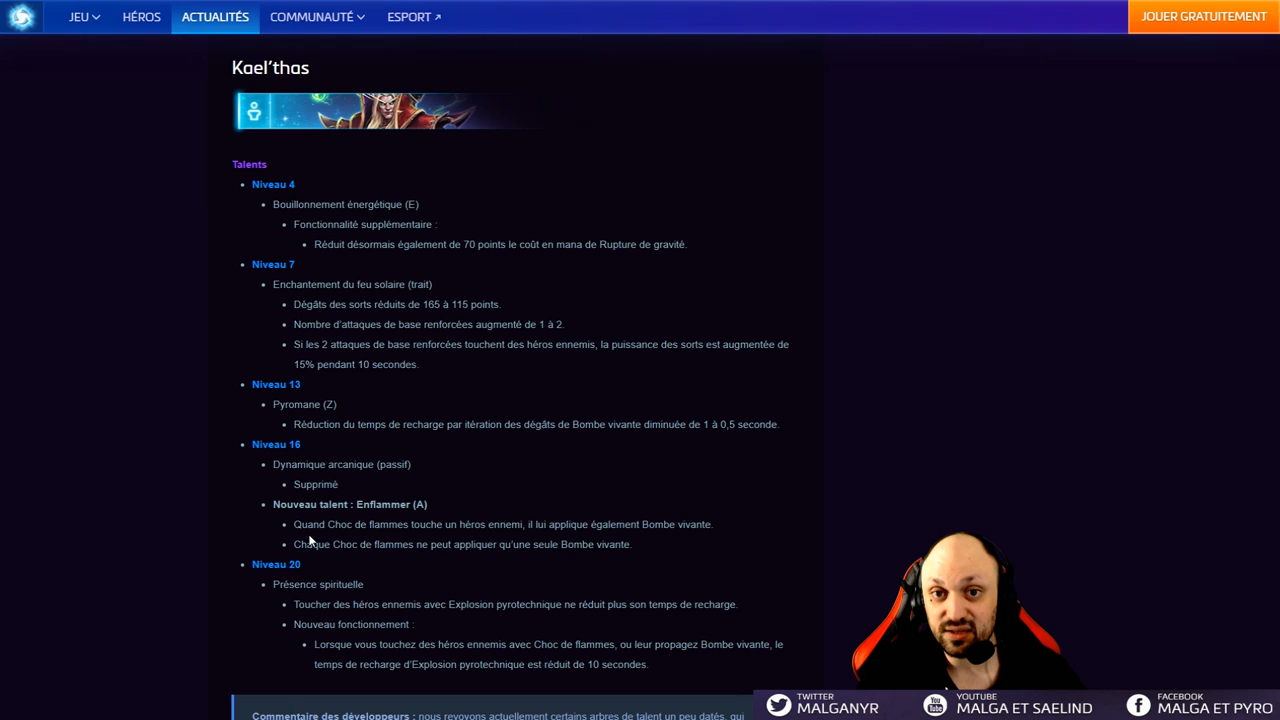 JEU HÉROS ACTUALITÉS COMMUNAUTÉ ESPORT JOUER GRATUITEMENT
Kael'thas
Talents
Niveau 4
Bouillonnement énergétique (E)
Fonctionnalité supplémentaire :
Réduit désormais également de 70 points le coût en mana de Rupture de gravité.
Niveau 7
Enchantement du feu solaire (trait)
Dégâts des sorts réduits de 165 à 115 points.
Nombre d'attaques de base renforcées augmenté de 1 à 2.
Si les 2 attaques de base renforcées touchent des héros ennemis, la puissance des sorts est augmentée de
15% pendant 10 secondes.
Niveau 13
Pyromane (Z)
Réduction du temps de recharge par itération des dégâts de Bombe vivante diminuée de 1 à 0,5 seconde.
Niveau 16
Dynamique arcanique (passif)
Supprimé
Nouveau talent : Enflammer (A)
Quand Choc de flammes touche un héros ennemi, il lui applique également Bombe vivante.
Chaque Choc de flammes ne peut appliquer qu'une seule Bombe vivante.
Niveau 20
Présence spirituelle
Toucher des héros ennemis avec Explosion pyrotechnique ne réduit plus son temps de recharge.
Nouveau fonctionnement :
Lorsque vous touchez des héros ennemis avec Choc de flammes, ou leur propagez Bombe vivante, le
temps de recharge d'Explosion pyrotechnique est réduit de 10 secondes.
Commentaire des développeurs : nous revoyons actuellement certains arbres de talent un peu datés, qui
TWITTER
MALGANYR
YOUTUBE
MALGA ET SAELIND
FACEBOOK
MALGA ET PYRO